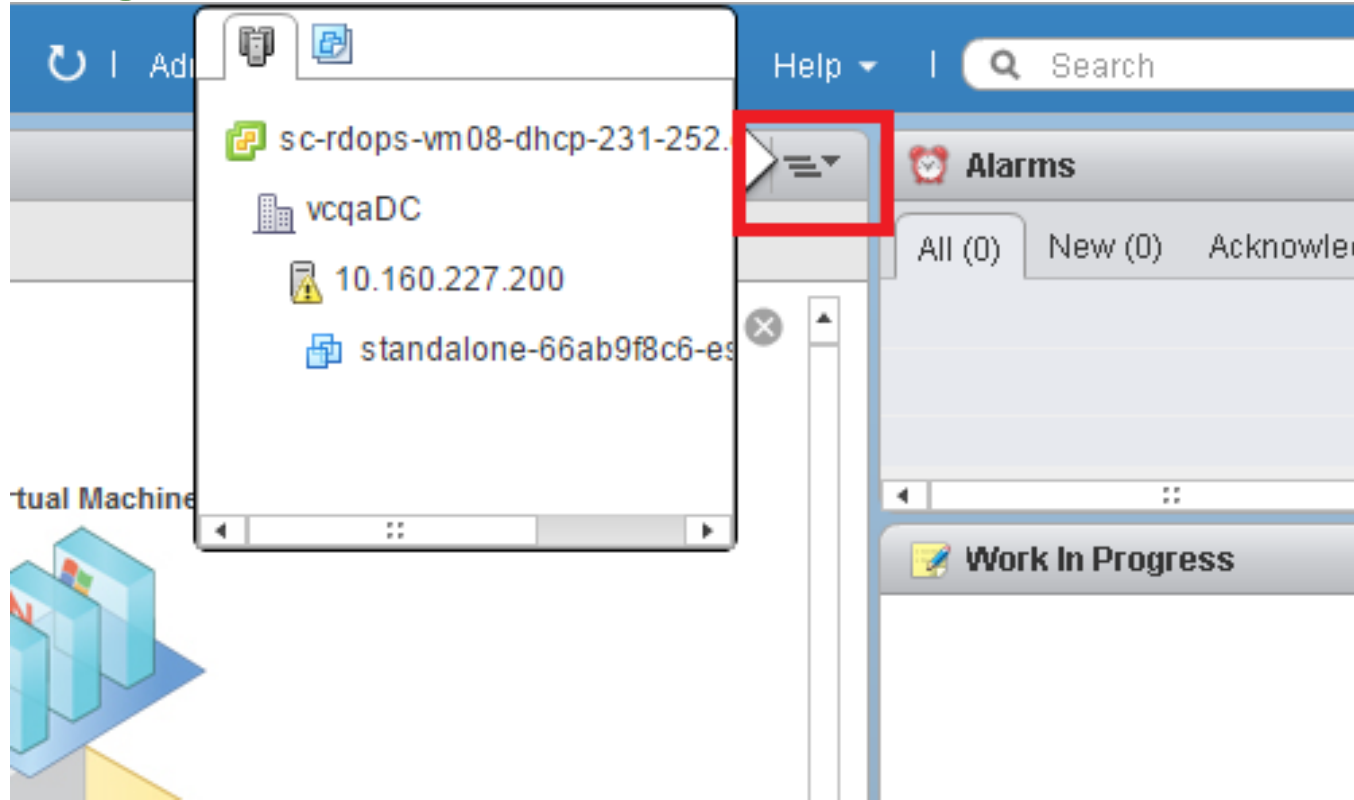 Help
Search
sc-rdops-vm08-dhcp-231-252.
vcqaDC
10.160.227.200
standalone-66ab9f8c6-es
Alarms
All (0) New (0) Acknowle
rtual Machine
Work In Progress